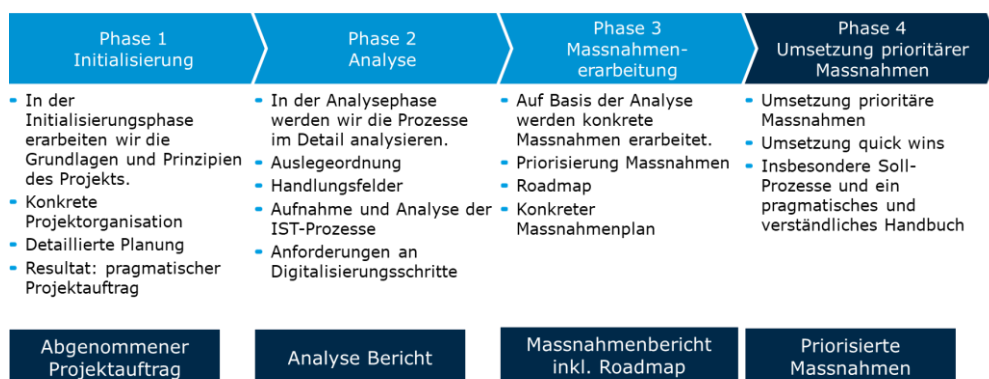 Phase 1
Initialisierung
Phase 2
Analyse
Phase 3
Massnahmen-
erarbeitung
Phase 4
Umsetzung prioritärer
Massnahmen
In der
Initialisierungsphase
erarbeiten wir die
Grundlagen und Prinzipien
des Projekts.
Konkrete
Projektorganisation
Detaillierte Planung
Resultat: pragmatischer
Projektauftrag
In der Analysephase
werden wir die Prozesse
im Detail analysieren.
Auslegeordnung
Handlungsfelder
Aufnahme und Analyse der
IST-Prozesse
Anforderungen an
Digitalisierungsschritte
Auf Basis der Analyse
werden konkrete
Massnahmen erarbeitet.
Priorisierung Massnahmen
Roadmap
Konkreter
Massnahmenplan
Umsetzung prioritäre
Massnahmen
Umsetzung quick wins
Insbesondere Soll-
Prozesse und ein
pragmatisches und
verständliches Handbuch
Abgenommener
Projektauftrag
Analyse Bericht
Massnahmenbericht
inkl. Roadmap
Priorisierte
Massnahmen